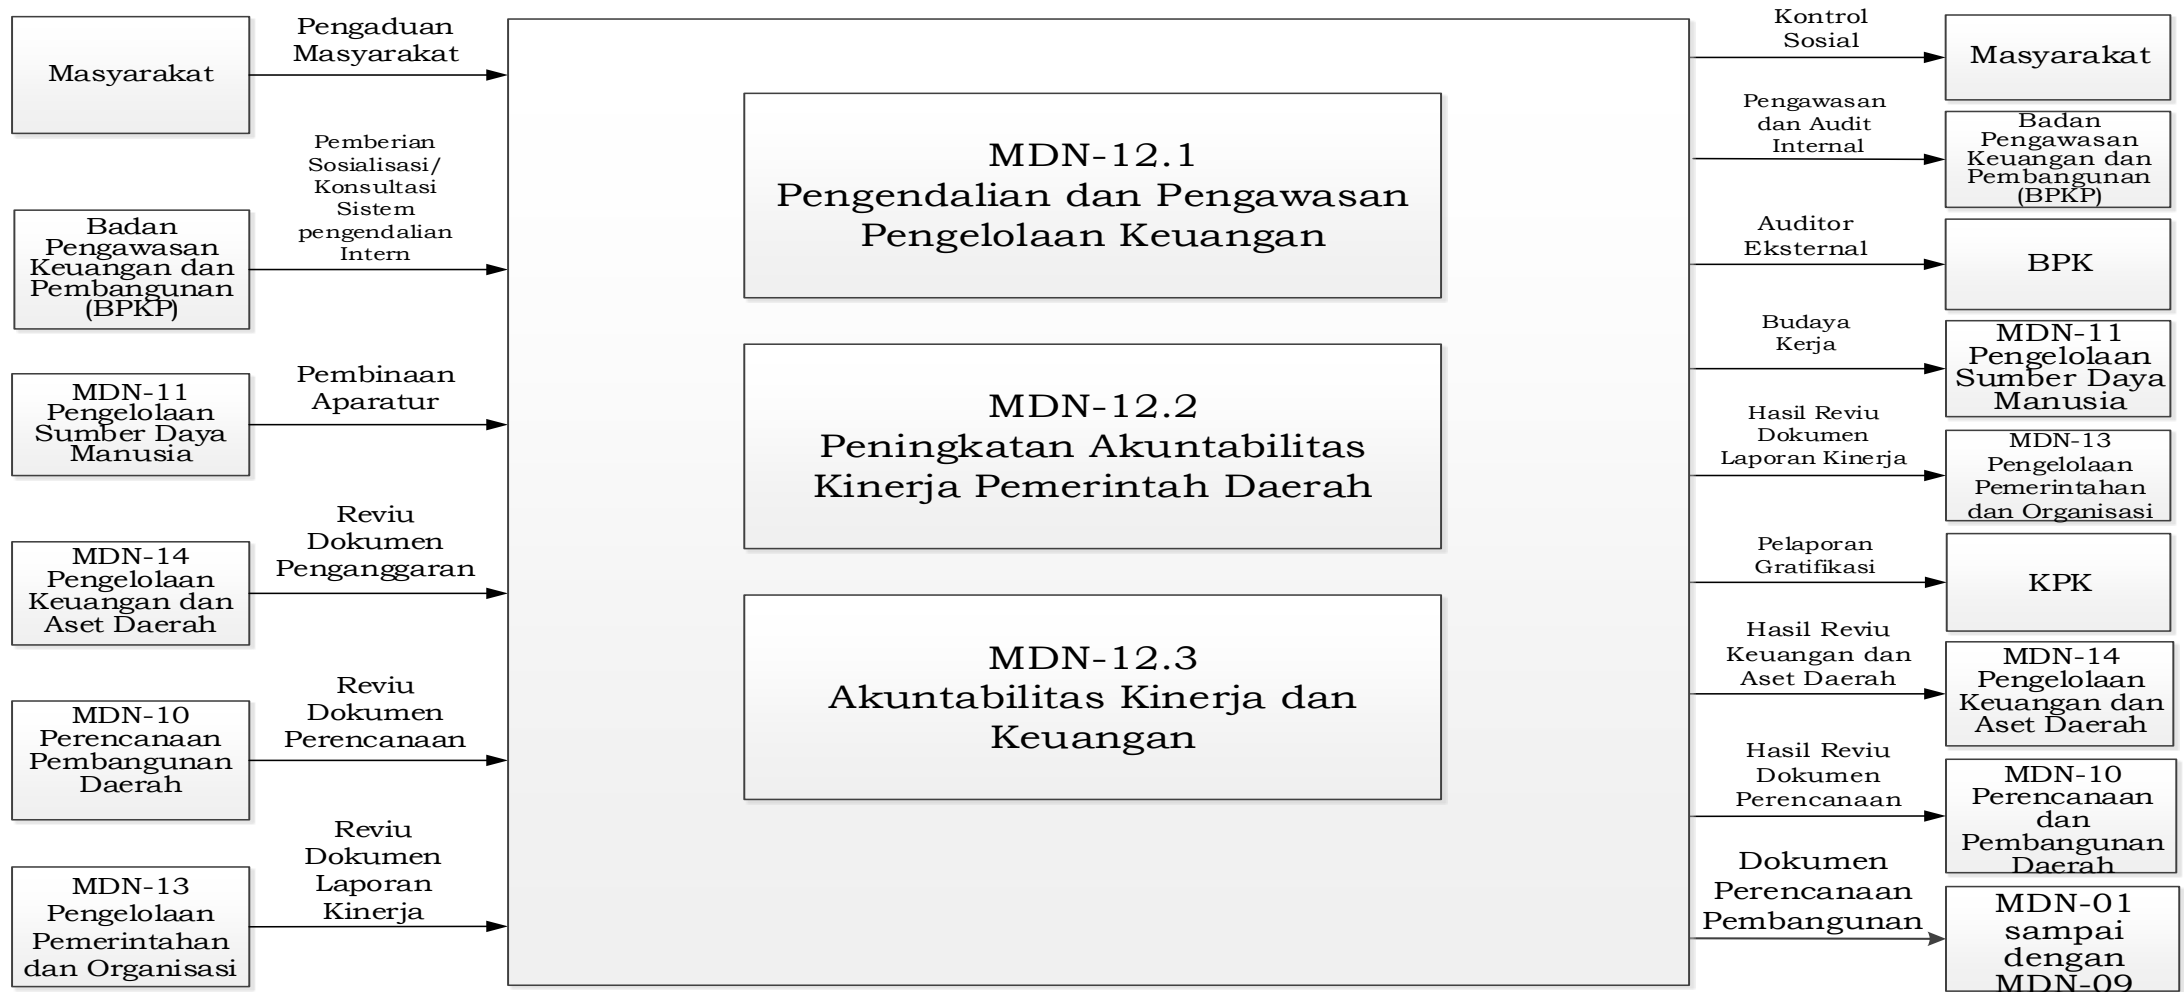 Masyarakat
Pengaduan
Masyarakat
Badan
Pengawasan
Keuangan dan
Pembangunan
(BPKP)
Pemberian
Sosialisasi/
Konsultasi
Sistem
pengendalian
Intern
MDN-11
Pengelolaan
Sumber Daya
Manusia
Pembinaan
Aparatur
MDN-14
Pengelolaan
Keuangan dan
Aset Daerah
Reviu
Dokumen
Penganggaran
MDN-10
Perencanaan
Pembangunan
Daerah
Reviu
Dokumen
Perencanaan
MDN-13
Pengelolaan
Pemerintahan
dan Organisasi
Reviu
Dokumen
Laporan
Kinerja
MDN-12.1
Pengendalian dan Pengawasan
Pengelolaan Keuangan
MDN-12.2
Peningkatan Akuntabilitas
Kinerja Pemerintah Daerah
MDN-12.3
Akuntabilitas Kinerja dan
Keuangan
Kontrol
Sosial
Masyarakat
Pengawasan
dan Audit
Internal
Badan
Pengawasan
Keuangan dan
Pembangunan
(BPKP)
Auditor
Eksternal
BPK
Budaya
Kerja
MDN-11
Pengelolaan
Sumber Daya
Manusia
Hasil Reviu
Dokumen
Laporan Kinerja
MDN-13
Pengelolaan
Pemerintahan
dan Organisasi
Pelaporan
Gratifikasi
KPK
Hasil Reviu
Keuangan dan
Aset Daerah
MDN-14
Pengelolaan
Keuangan dan
Aset Daerah
Hasil Reviu
Dokumen
Perencanaan
MDN-10
Perencanaan
dan
Pembangunan
Daerah
Dokumen
Perencanaan
Pembangunan
MDN-01
sampai
dengan
MDN-09